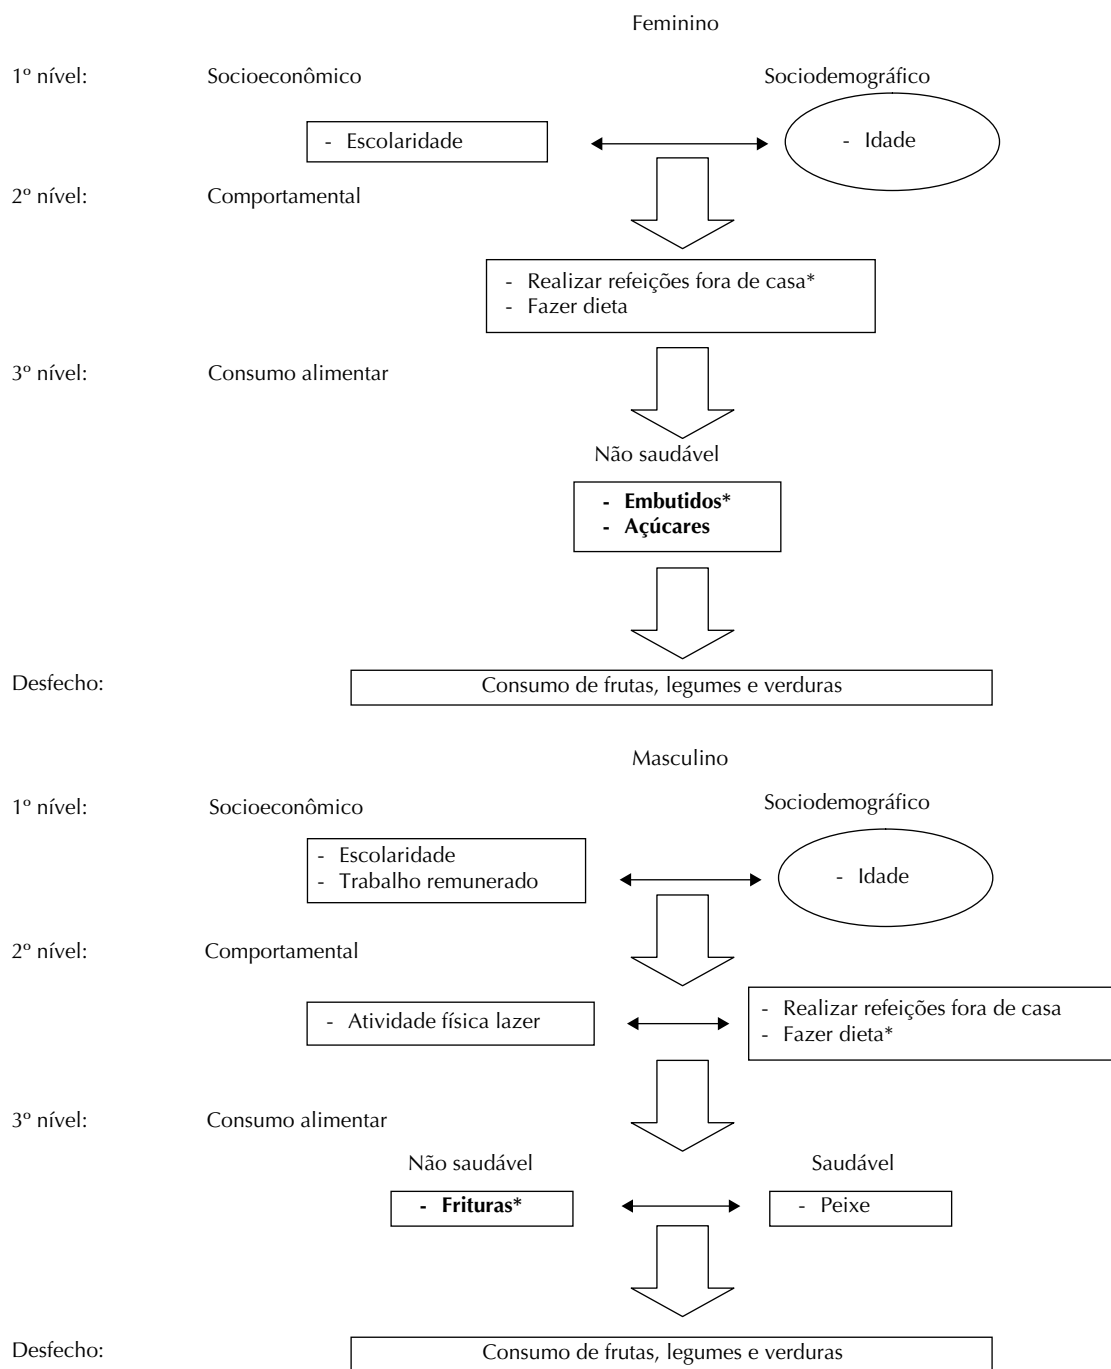 Feminino
1º nível: Socioeconômico Sociodemográfico
- Escolaridade - Idade
2º nível: Comportamental
- Realizar refeições fora de casa*
- Fazer dieta
3º nível: Consumo alimentar
Não saudável
- Embutidos*
- Açúcares
Desfecho: Consumo de frutas, legumes e verduras
Masculino
1º nível: Socioeconômico Sociodemográfico
- Escolaridade
- Trabalho remunerado - Idade
2º nível: Comportamental
- Atividade física lazer - Realizar refeições fora de casa
- Fazer dieta*
3º nível: Consumo alimentar
Não saudável Saudável
- Frituras* - Peixe
Desfecho: Consumo de frutas, legumes e verduras